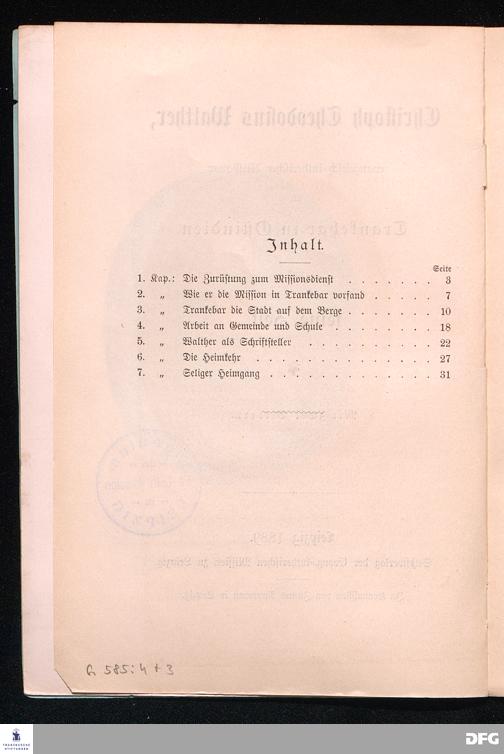 Inhalt.
Seite
1. Kap.: Die Zurüstung zum Missionsdienst . . . . . . . 3
2. „ Wie er die Mission in Trankebar vorfand . . . . . 7
3. „ Trankebar die Stadt auf dem Berge . . . . . . . 10
4. „ Arbeit an Gemeinde und Schule . . . . . . . . 18
5. „ Walther als Schriftsteller . . . . . . . . . 22
6. „ Die Heimkehr . . . . . . . . . . . . . 27
7. „ Seliger Heimgang . . . . . . . . . . . . 31
585:4+3
FRANCKESCHE
STIFTUNGEN
DFG